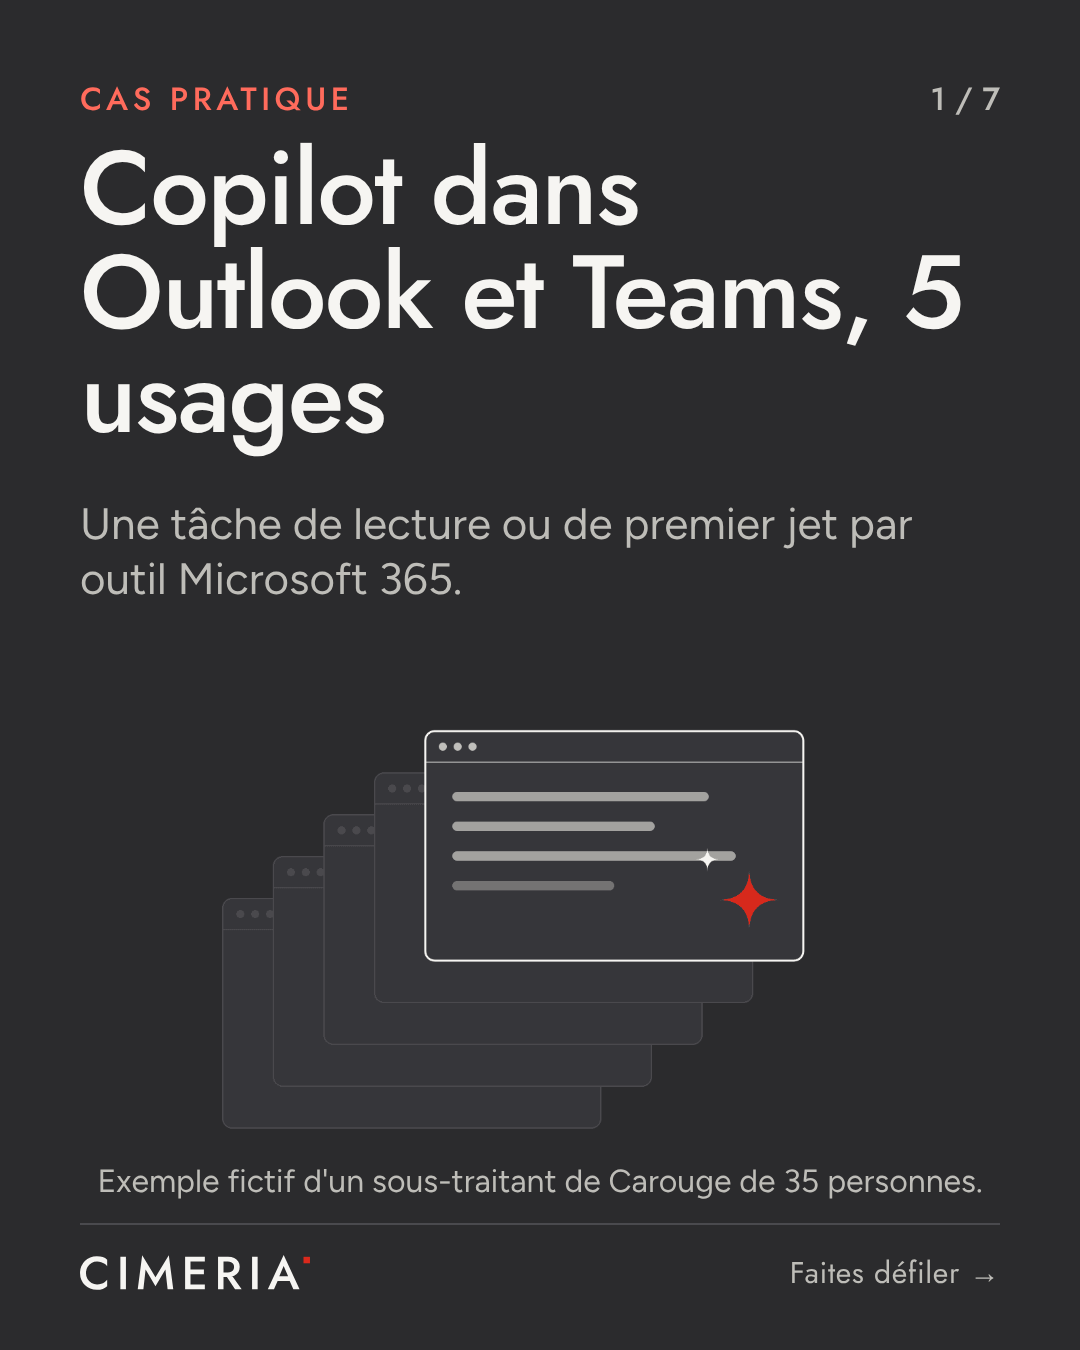 CAS PRATIQUE
1 / 7
Copilot dans
Outlook et Teams, 5
usages
Une tâche de lecture ou de premier jet par
outil Microsoft 365.
Exemple fictif d'un sous-traitant de Carouge de 35 personnes.
CIMERIA
Faites défiler →